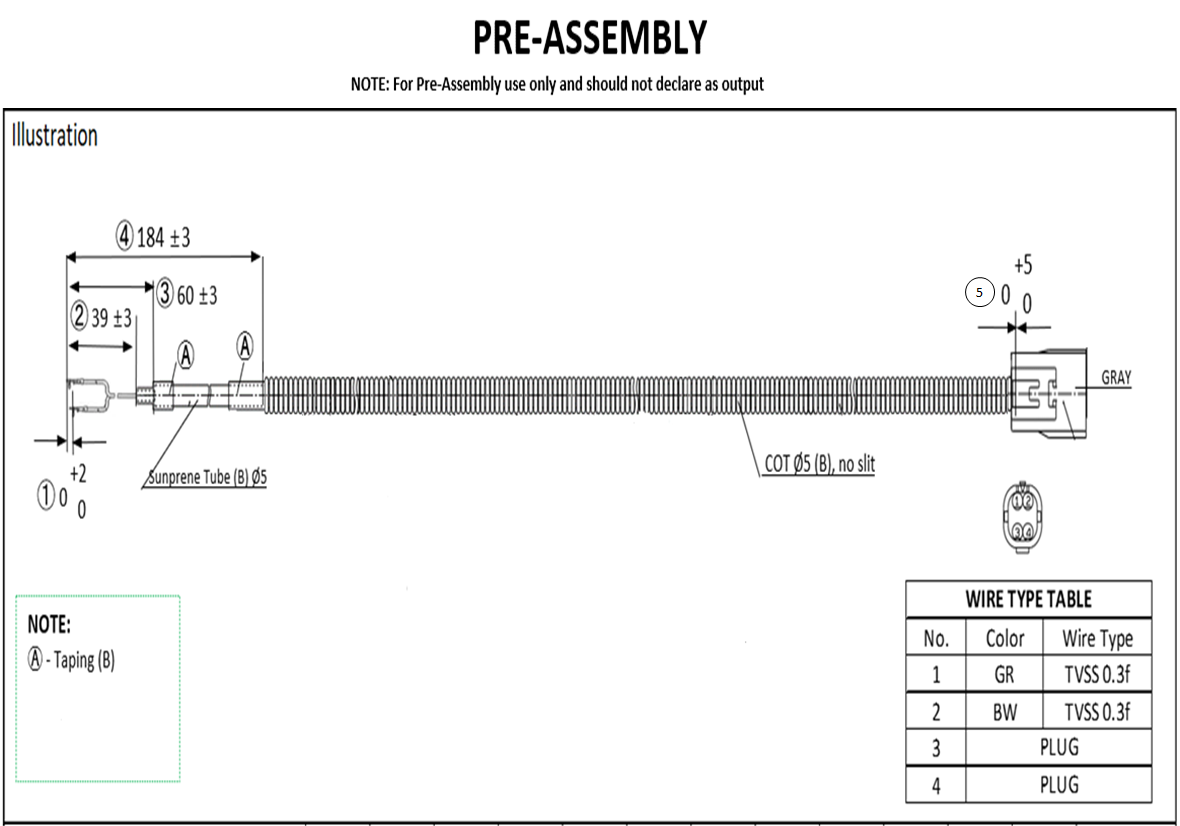 PRE-ASSEMBLY
NOTE: For Pre-Assembly use only and should not declare as output
Illustration
④ 184 ±3
③ 60 ±3
② 39 ±3
Ⓐ Ⓐ
+5
⑤ 0 0
GRAY
+2
① 0 0
Sunprene Tube (B) Ø5
COT Ø5 (B), no slit
① ②
③ ④
NOTE:
Ⓐ - Taping (B)
WIRE TYPE TABLE
No. Color Wire Type
1 GR TVSS 0.3f
2 BW TVSS 0.3f
3 PLUG
4 PLUG